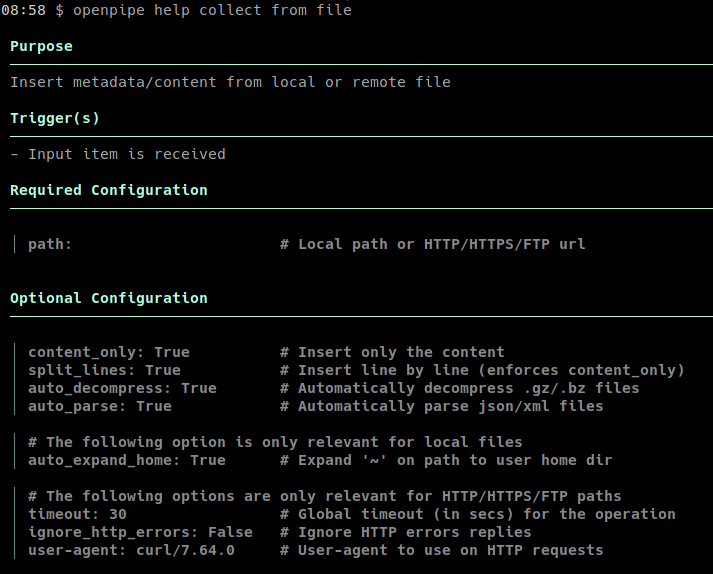 08:58 $ openpipe help collect from file
Purpose
Insert metadata/content from local or remote file
Trigger(s)
- Input item is received
Required Configuration
path:                       # Local path or HTTP/HTTPS/FTP url
Optional Configuration
content_only: True          # Insert only the content
split_lines: True           # Insert line by line (enforces content_only)
auto_decompress: True       # Automatically decompress .gz/.bz files
auto_parse: True            # Automatically parse json/xml files
# The following option is only relevant for local files
auto_expand_home: True      # Expand '~' on path to user home dir
# The following options are only relevant for HTTP/HTTPS/FTP paths
timeout: 30                 # Global timeout (in secs) for the operation
ignore_http_errors: False   # Ignore HTTP errors replies
user-agent: curl/7.64.0     # User-agent to use on HTTP requests